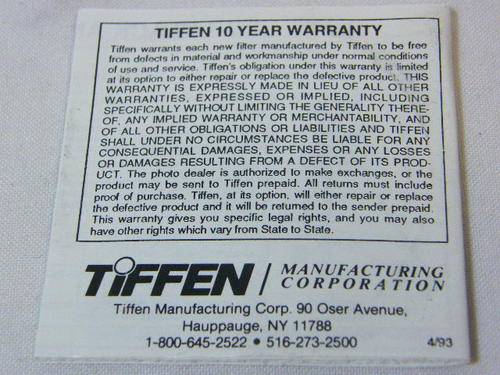 TIFFEN 10 YEAR WARRANTY
Tiffen warrants each new filter manufactured by Tiffen to be free
from defects in material and workmanship under normal conditions
of use and service. Tiffen's obligation under this warranty is limited
at its option to either repair or replace the defective product. THIS
WARRANTY IS EXPRESSLY MADE IN LIEU OF ALL OTHER
WARRANTIES, EXPRESSED OR IMPLIED, INCLUDING
SPECIFICALLY WITHOUT LIMITING THE GENERALITY THERE-
OF, ANY IMPLIED WARRANTY OR MERCHANTABILITY, AND
OF ALL OTHER OBLIGATIONS OR LIABILITIES AND TIFFEN
SHALL UNDER NO CIRCUMSTANCES BE LIABLE FOR ANY
CONSEQUENTIAL DAMAGES, EXPENSES OR ANY LOSSES
OR DAMAGES RESULTING FROM A DEFECT OF ITS PROD-
UCT. The photo dealer is authorized to make exchanges, or the
product may be sent to Tiffen prepaid. All returns must include
proof of purchase. Tiffen, at its option, will either repair or replace
the defective product and it will be returned to the sender prepaid.
This warranty gives you specific legal rights, and you may also
have other rights which vary from State to State.
TIFFEN / MANUFACTURING
CORPORATION
Tiffen Manufacturing Corp. 90 Oser Avenue,
Hauppauge, NY 11788
1-800-645-2522 • 516-273-2500
4/93